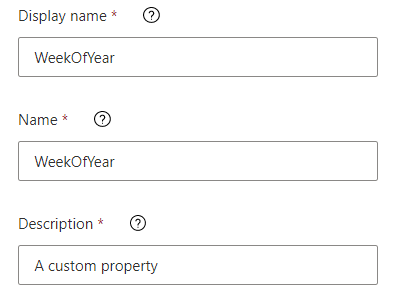 Display name *
WeekOfYear
Name *
WeekOfYear
Description *
A custom property